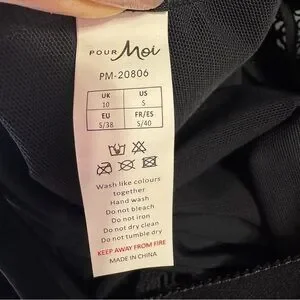 POUR Moi
PM-20806
UK US
10 S
EU FR/ES
S/38 S/40
Wash like colours
together
Hand wash
Do not bleach
Do not iron
Do not dry clean
Do not tumble dry
KEEP AWAY FROM FIRE
MADE IN CHINA